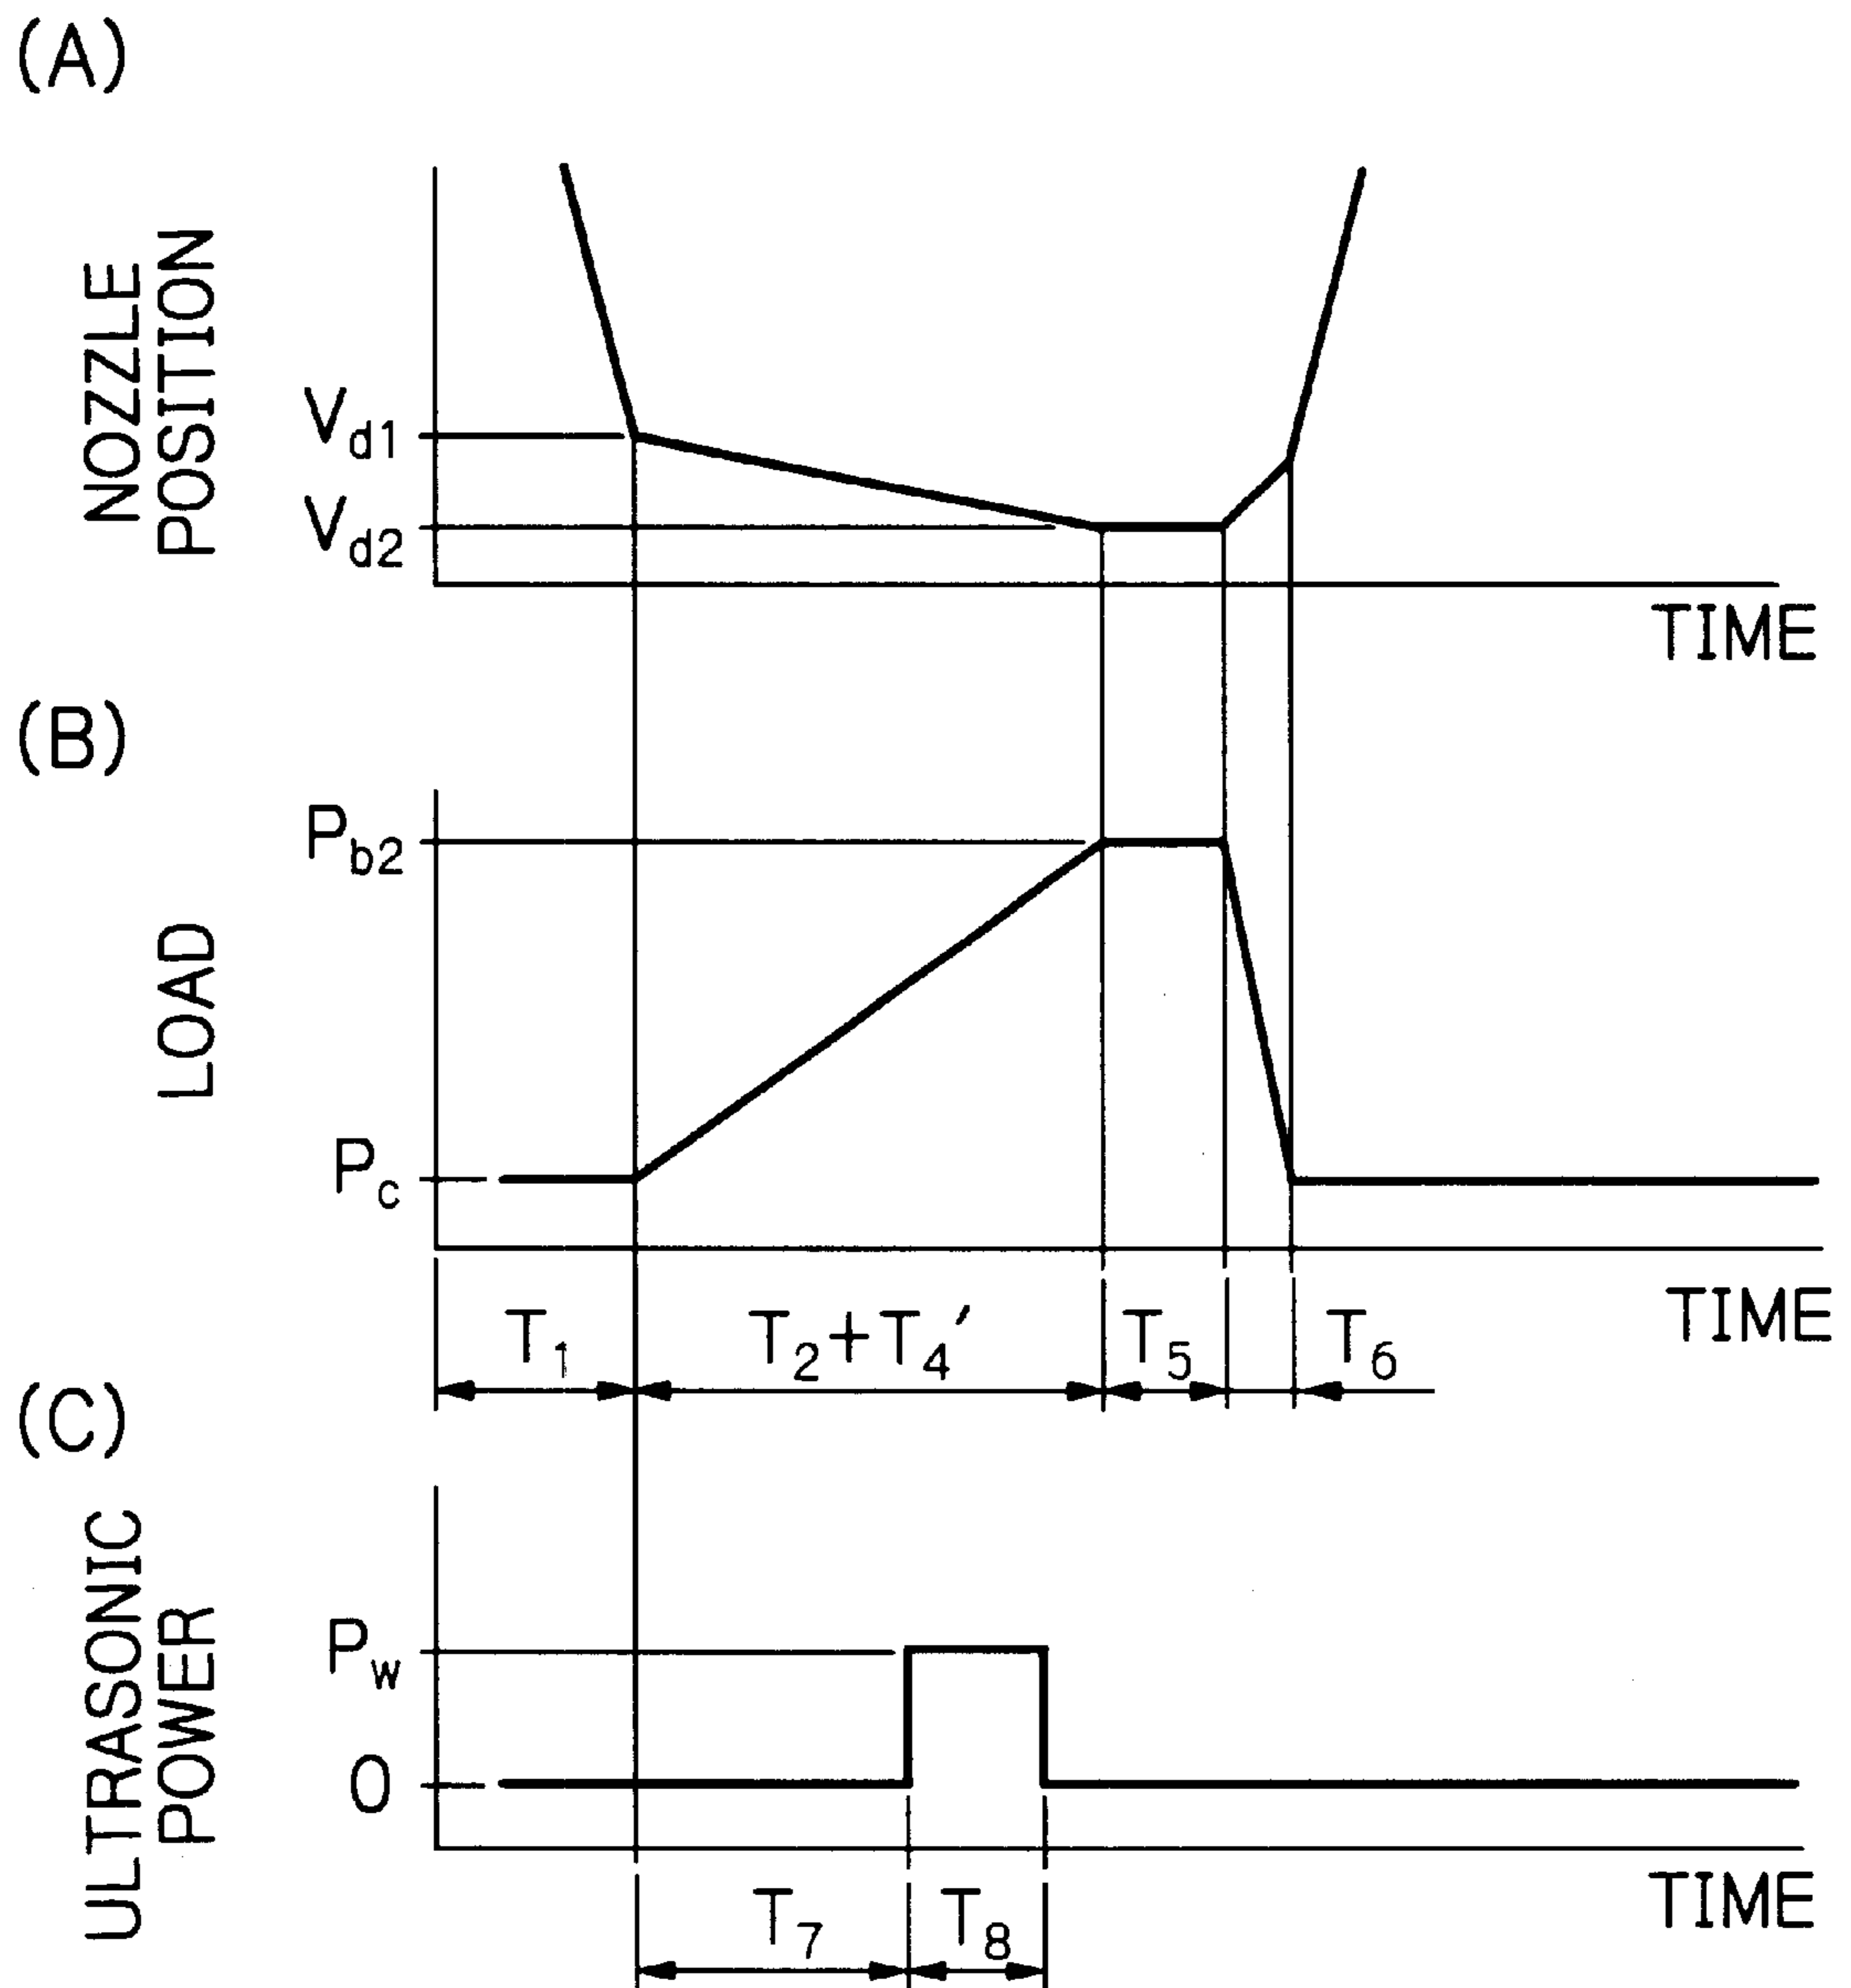 (A)
NOZZLE
POSITION
Vd1
Vd2
TIME
(B)
LOAD
Pb2
Pc
TIME
T1
T2+T4′
T5
T6
(C)
ULTRASONIC
POWER
Pw
0
TIME
T7
T8